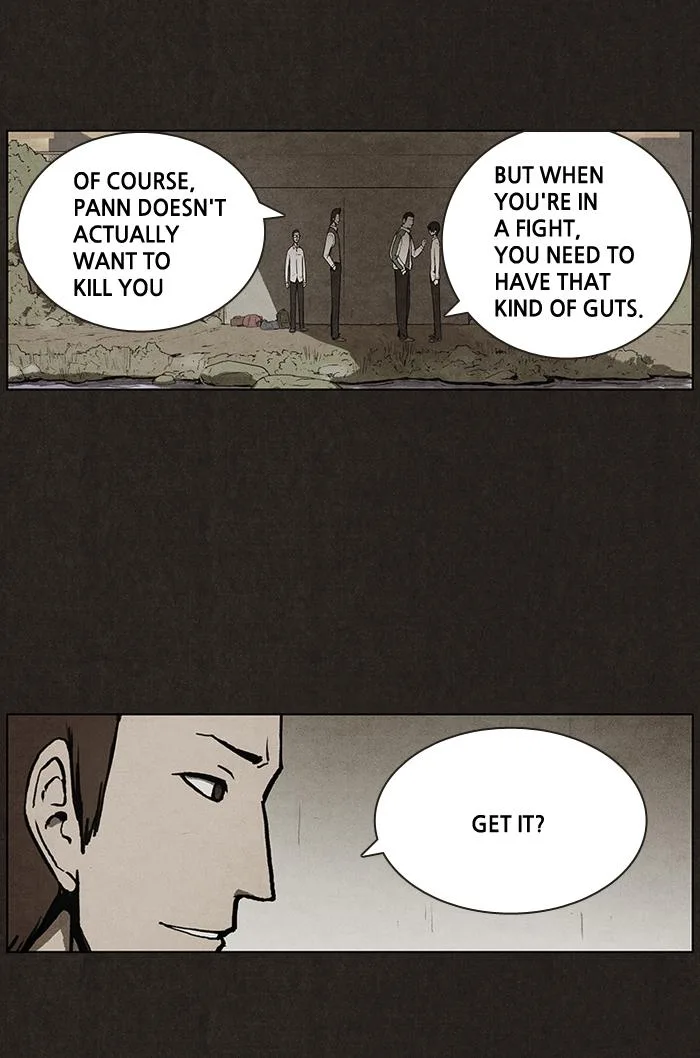 OF COURSE,
PANN DOESN'T
ACTUALLY
WANT TO
KILL YOU
BUT WHEN
YOU'RE IN
A FIGHT,
YOU NEED TO
HAVE THAT
KIND OF GUTS.
GET IT?